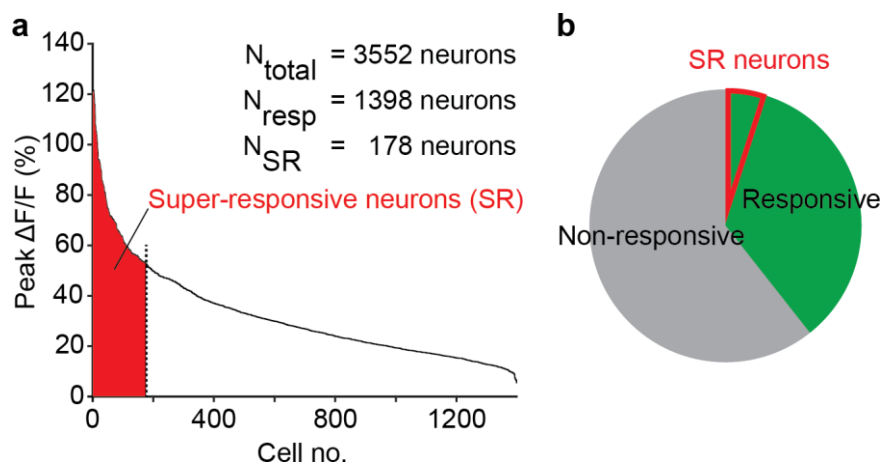 a
140
120
100
80
60
40
20
0
Peak ΔF/F (%)
N_total = 3552 neurons
N_resp = 1398 neurons
N_SR = 178 neurons
Super-responsive neurons (SR)
0 400 800 1200
Cell no.
b
SR neurons
Responsive
Non-responsive